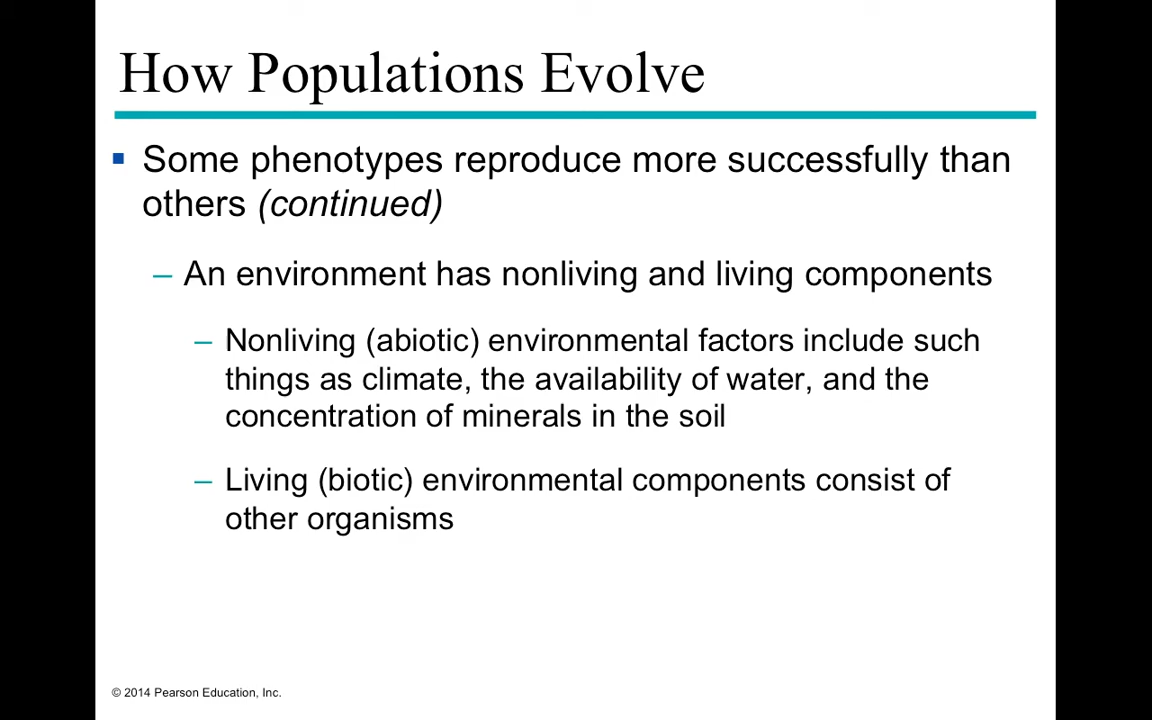 How Populations Evolve
▪ Some phenotypes reproduce more successfully than
others (continued)
– An environment has nonliving and living components
– Nonliving (abiotic) environmental factors include such
things as climate, the availability of water, and the
concentration of minerals in the soil
– Living (biotic) environmental components consist of
other organisms
© 2014 Pearson Education, Inc.